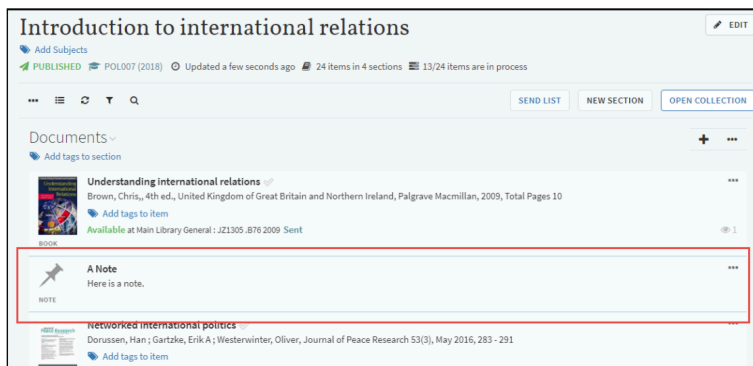 Introduction to international relations
EDIT
Add Subjects
PUBLISHED POL007 (2018) Updated a few seconds ago 24 items in 4 sections 13/24 items are in process
SEND LIST NEW SECTION OPEN COLLECTION
Documents
Add tags to section
Understanding international relations
Brown, Chris,, 4th ed., United Kingdom of Great Britain and Northern Ireland, Palgrave Macmillan, 2009, Total Pages 10
Add tags to item
Available at Main Library General : JZ1305 .B76 2009 Sent
1
BOOK
A Note
Here is a note.
NOTE
Networked international politics
Dorussen, Han ; Gartzke, Erik A ; Westerwinter, Oliver, Journal of Peace Research 53(3), May 2016, 283 - 291
Add tags to item